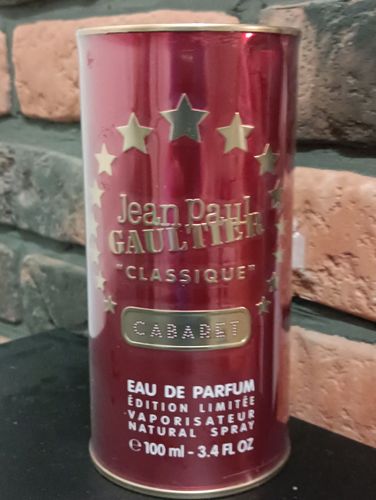 Jean Paul
GAULTIER
"CLASSIQUE"
CABARET
EAU DE PARFUM
ÉDITION LIMITÉE
VAPORISATEUR
NATURAL SPRAY
℮ 100 ml - 3.4 FL OZ